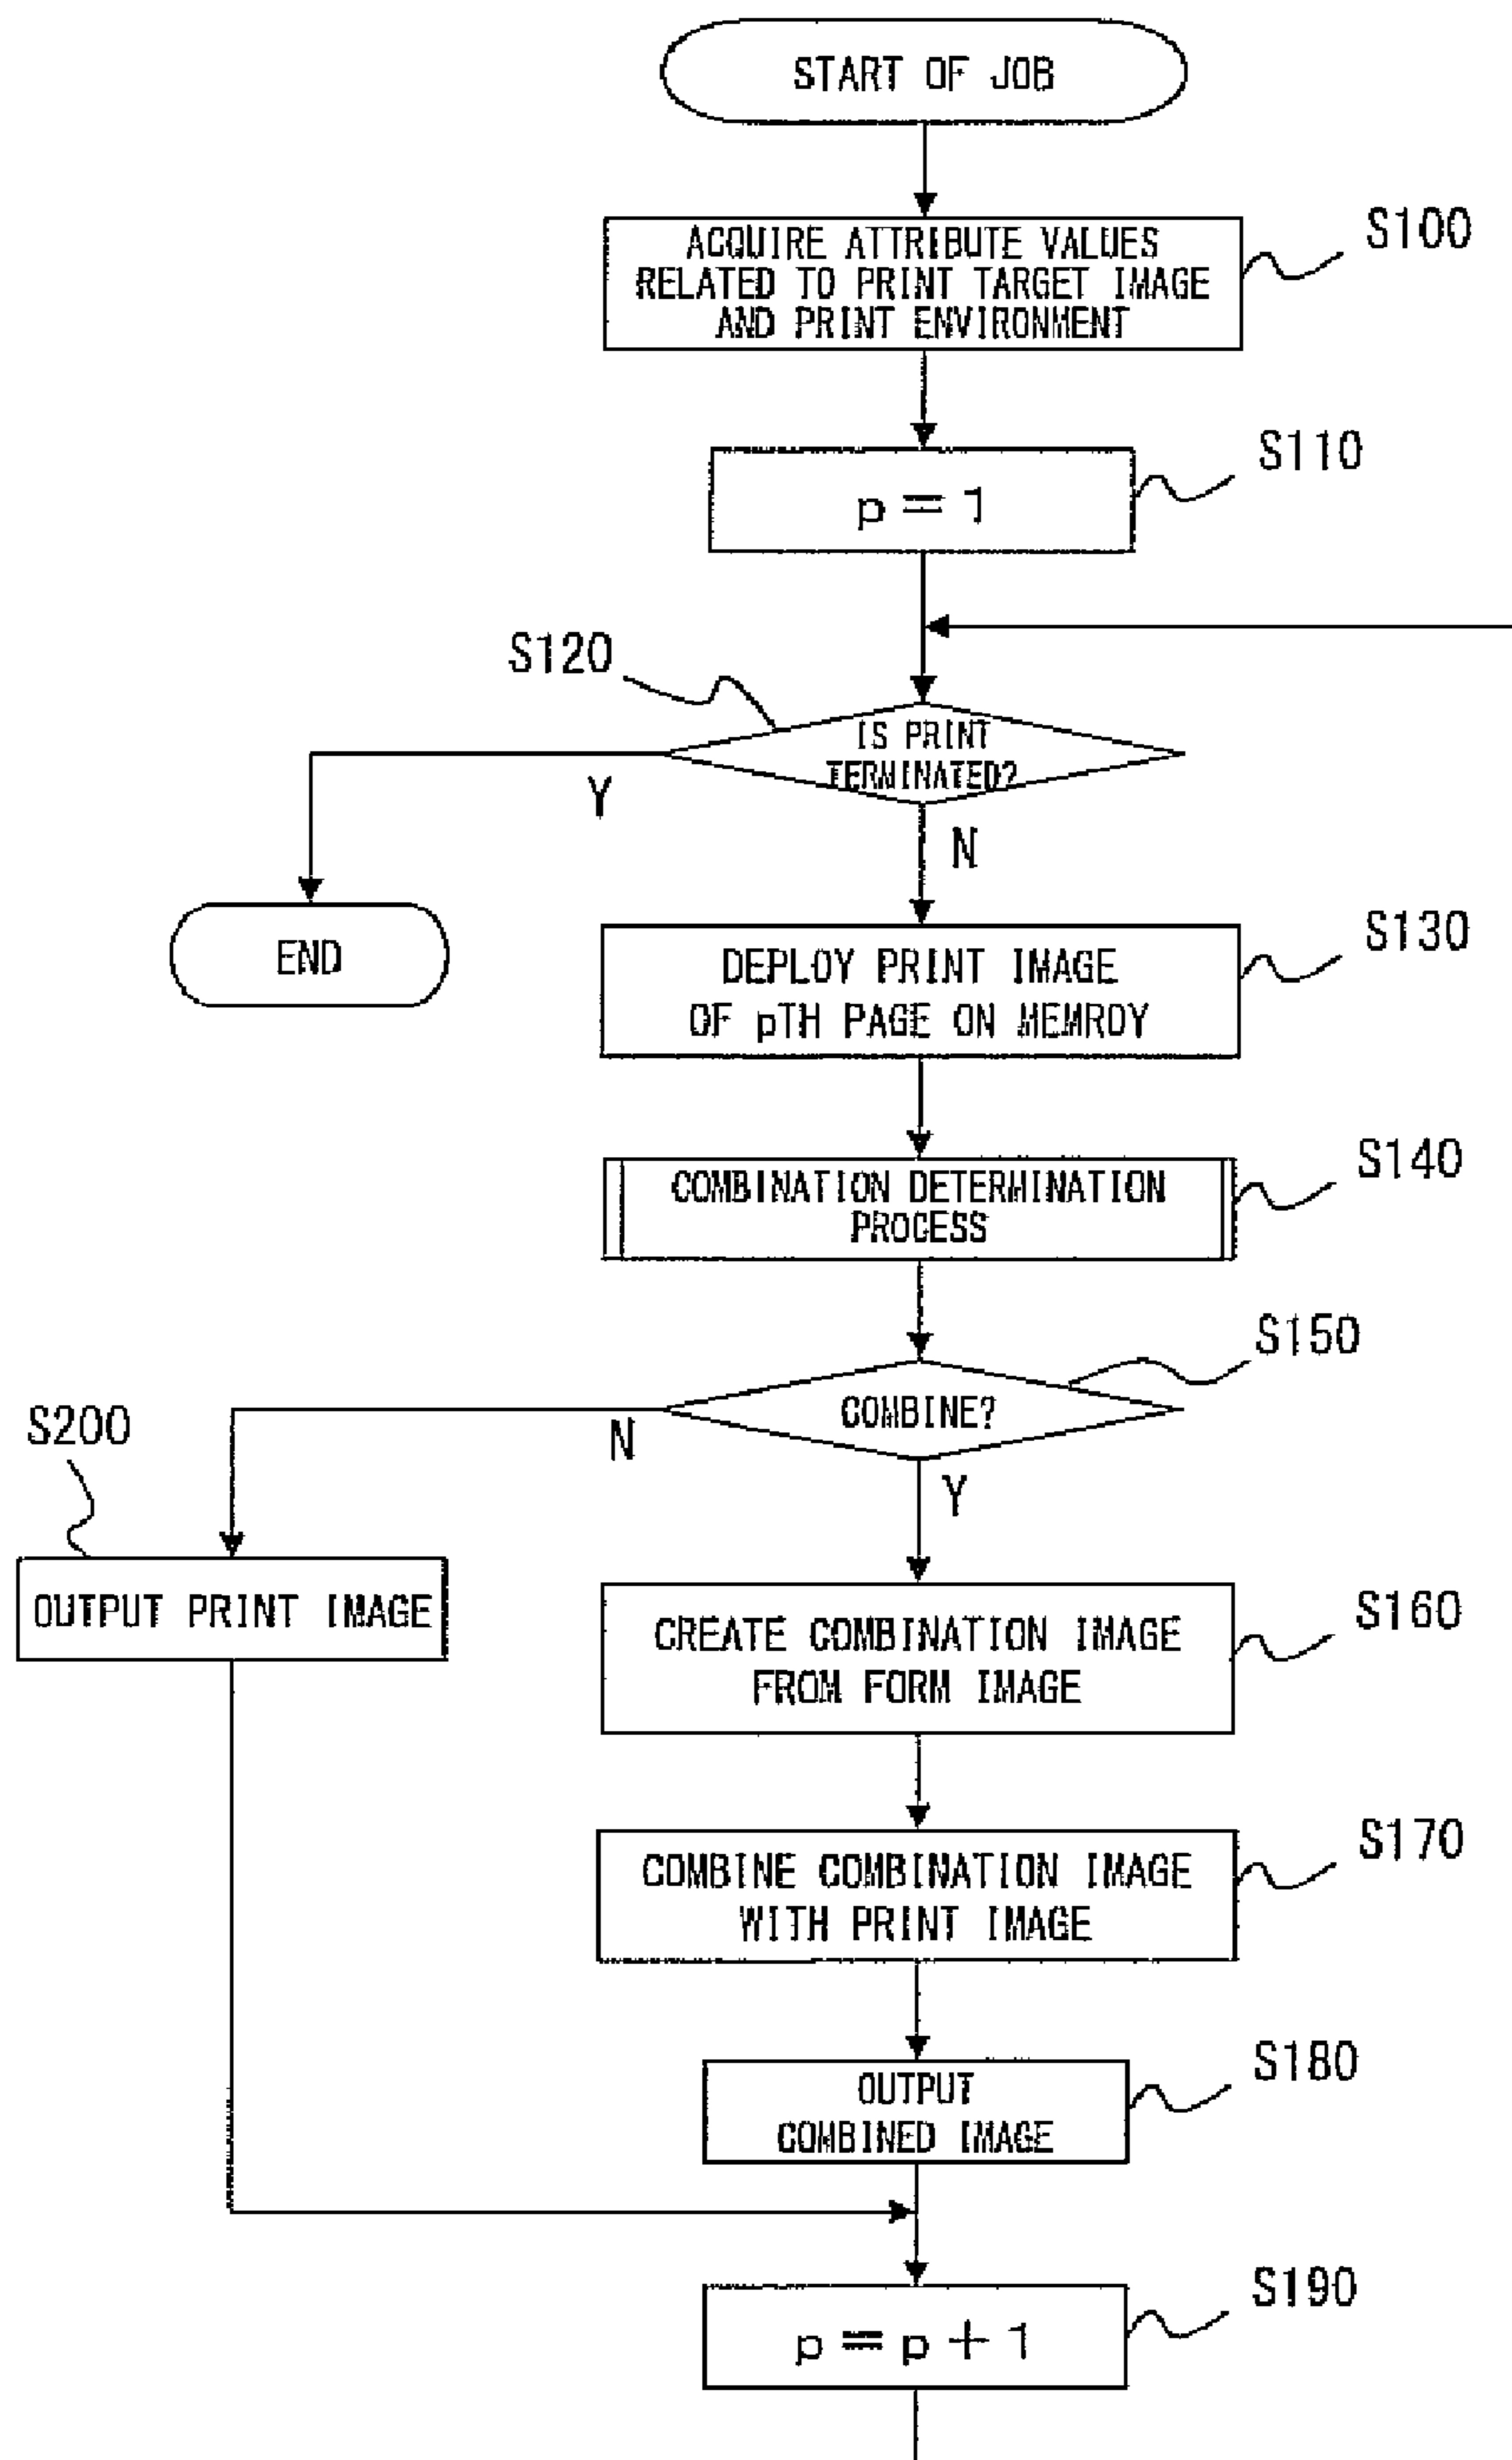 START OF JOB
ACQUIRE ATTRIBUTE VALUES
RELATED TO PRINT TARGET IMAGE
AND PRINT ENVIRONMENT
S100
p=1
S110
S120
IS PRINT
TERMINATED?
Y
N
END
DEPLOY PRINT IMAGE
OF pTH PAGE ON MEMROY
S130
COMBINATION DETERMINATION
PROCESS
S140
S150
COMBINE?
N
Y
S200
OUTPUT PRINT IMAGE
CREATE COMBINATION IMAGE
FROM FORM IMAGE
S160
COMBINE COMBINATION IMAGE
WITH PRINT IMAGE
S170
OUTPUT
COMBINED IMAGE
S180
p=p+1
S190